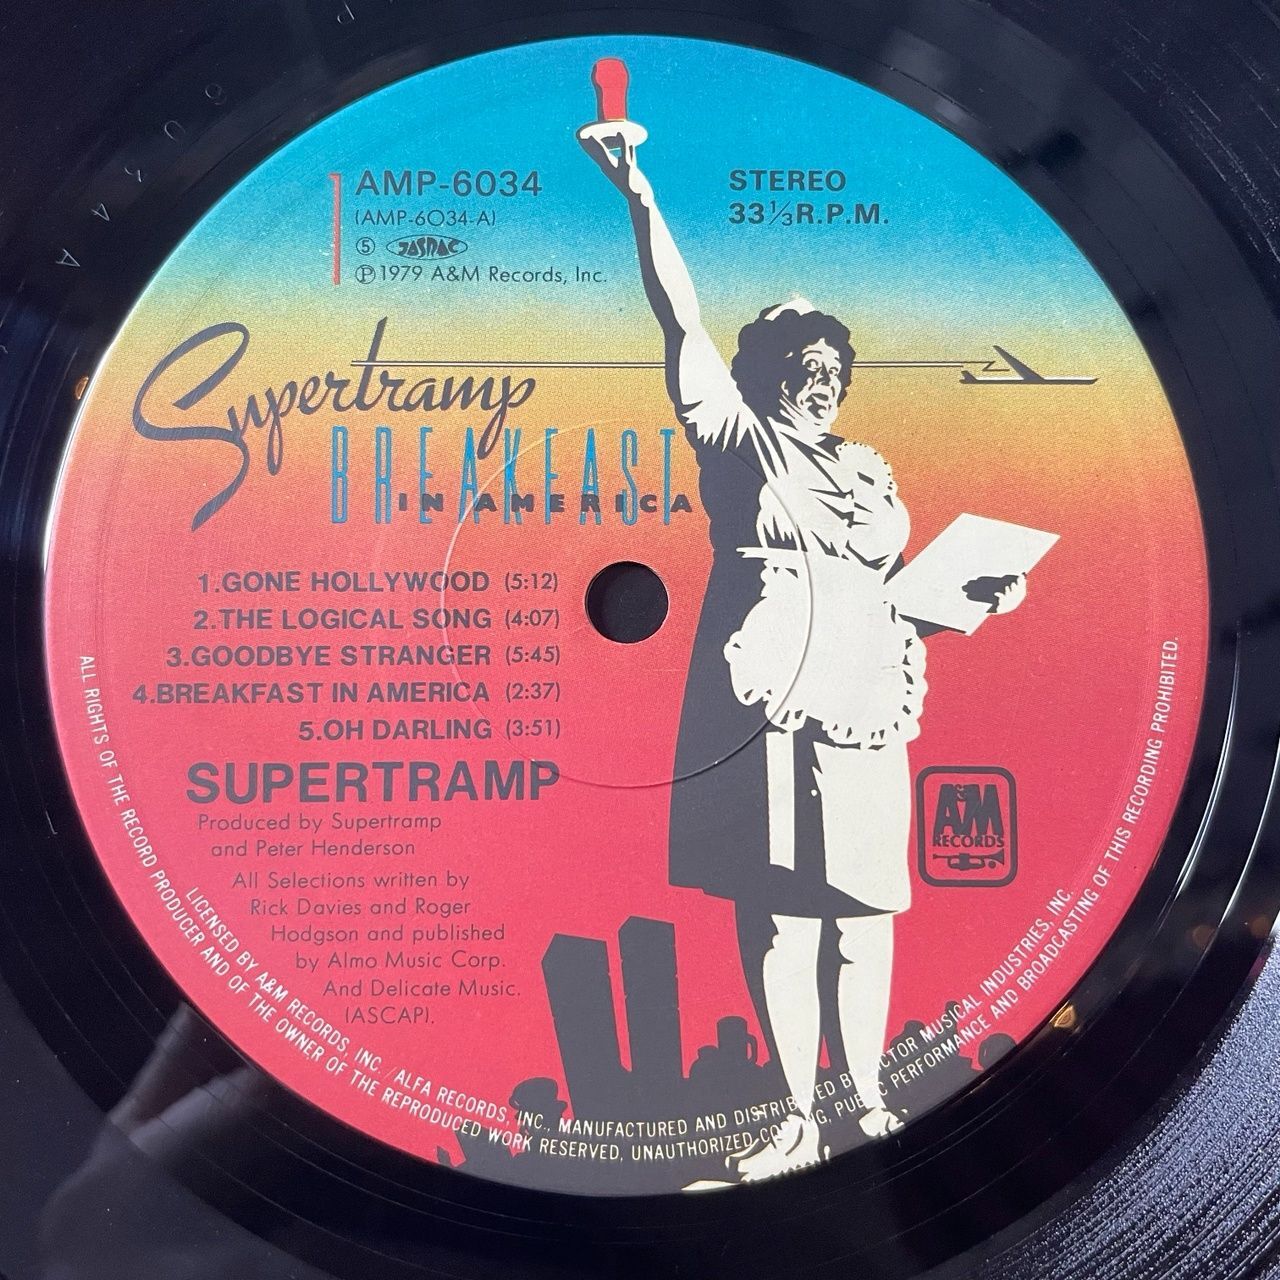 1
AMP-6034
(AMP-6034-A)
⑤ JASRAC
Ⓟ1979 A&M Records, Inc.
STEREO
33⅓R.P.M.
Supertramp
BREAKFAST
IN AMERICA
1.GONE HOLLYWOOD (5:12)
2.THE LOGICAL SONG (4:07)
3.GOODBYE STRANGER (5:45)
4.BREAKFAST IN AMERICA (2:37)
5.OH DARLING (3:51)
SUPERTRAMP
Produced by Supertramp
and Peter Henderson
All Selections written by
Rick Davies and Roger
Hodgson and published
by Almo Music Corp.
And Delicate Music.
(ASCAP).
A&M
RECORDS
LICENSED BY A&M RECORDS, INC. /ALFA RECORDS, INC., MANUFACTURED AND DISTRIBUTED BY VICTOR MUSICAL INDUSTRIES, INC.
ALL RIGHTS OF THE RECORD PRODUCER AND OF THE OWNER OF THE REPRODUCED WORK RESERVED, UNAUTHORIZED COPYING, PUBLIC PERFORMANCE AND BROADCASTING OF THIS RECORDING PROHIBITED.